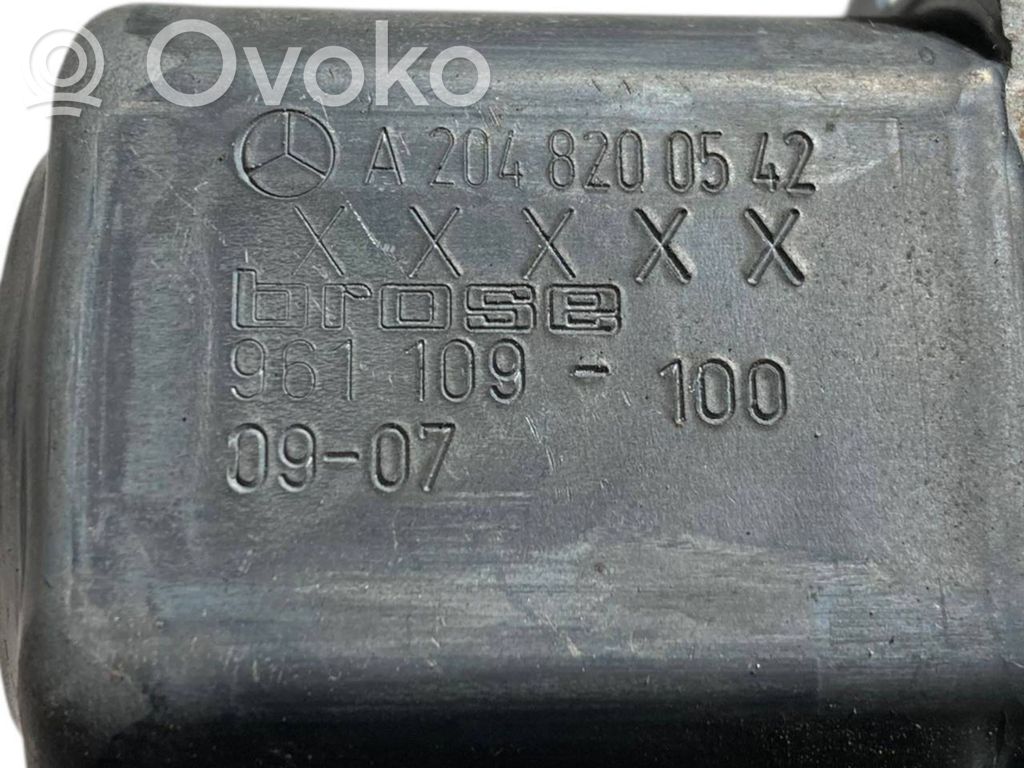 Ovoko
A 204 820 05 42
X X X X X
brose
961 109 - 100
09-07